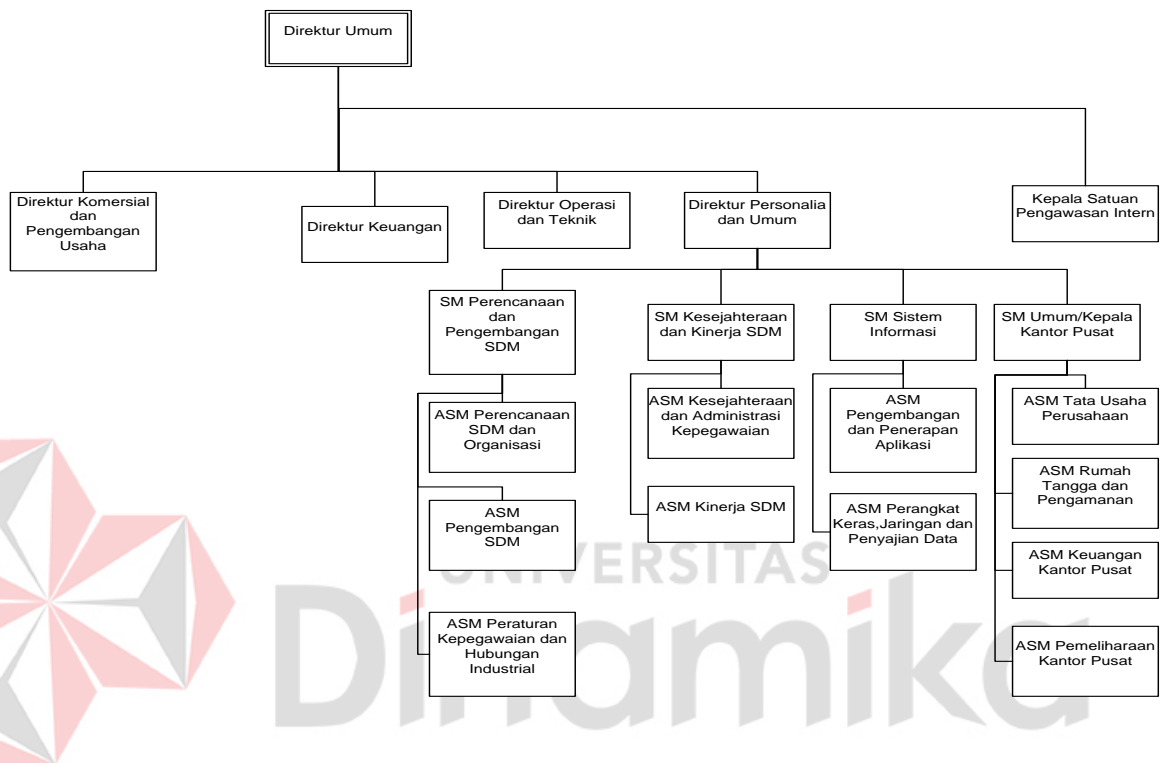 Direktur Umum
Direktur Komersial
dan
Pengembangan
Usaha
Direktur Keuangan
Direktur Operasi
dan Teknik
Direktur Personalia
dan Umum
Kepala Satuan
Pengawasan Intern
SM Perencanaan
dan
Pengembangan
SDM
SM Kesejahteraan
dan Kinerja SDM
SM Sistem
Informasi
SM Umum/Kepala
Kantor Pusat
ASM Perencanaan
SDM dan
Organisasi
ASM Kesejahteraan
dan Administrasi
Kepegawaian
ASM
Pengembangan
dan Penerapan
Aplikasi
ASM Tata Usaha
Perusahaan
ASM
Pengembangan
SDM
ASM Kinerja SDM
ASM Perangkat
Keras,Jaringan dan
Penyajian Data
ASM Rumah
Tangga dan
Pengamanan
ASM Keuangan
Kantor Pusat
ASM Peraturan
Kepegawaian dan
Hubungan
Industrial
ASM Pemeliharaan
Kantor Pusat
UNIVERSITAS
Dinamika